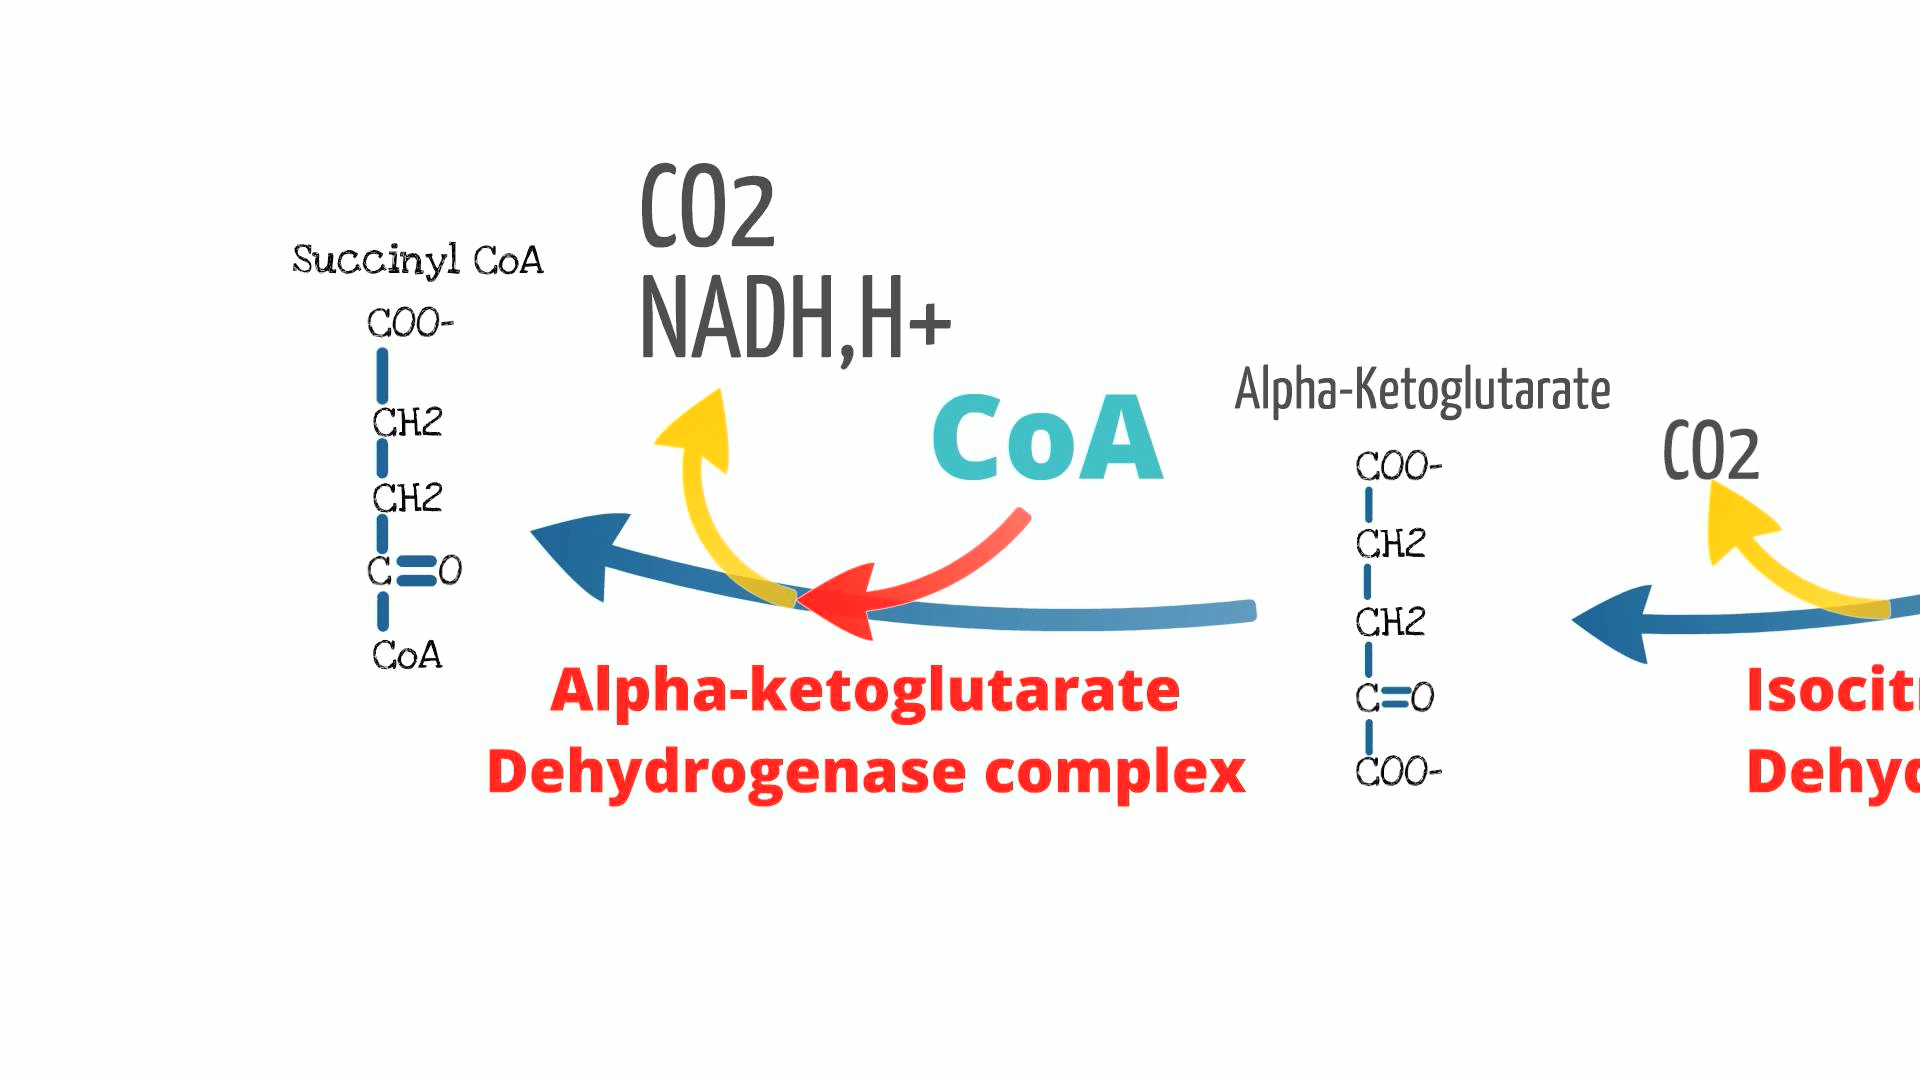 Succinyl CoA
COO-
CH2
CH2
C O
CoA
CO2
NADH,H+
CoA
Alpha-ketoglutarate
Dehydrogenase complex
Alpha-Ketoglutarate
COO-
CH2
CH2
C O
COO-
CO2